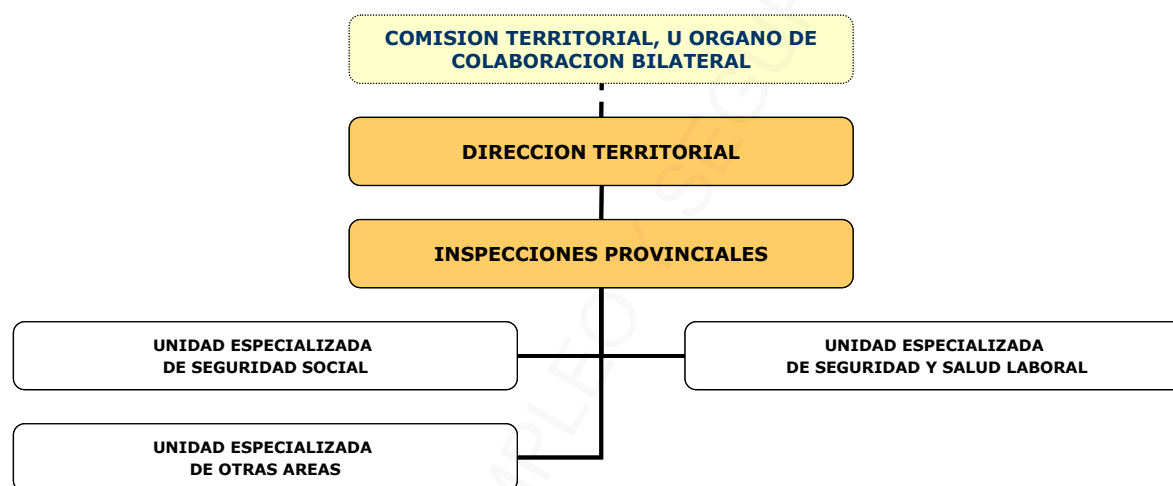 COMISION TERRITORIAL, U ORGANO DE
COLABORACION BILATERAL
DIRECCION TERRITORIAL
INSPECCIONES PROVINCIALES
UNIDAD ESPECIALIZADA
DE SEGURIDAD SOCIAL
UNIDAD ESPECIALIZADA
DE SEGURIDAD Y SALUD LABORAL
UNIDAD ESPECIALIZADA
DE OTRAS AREAS